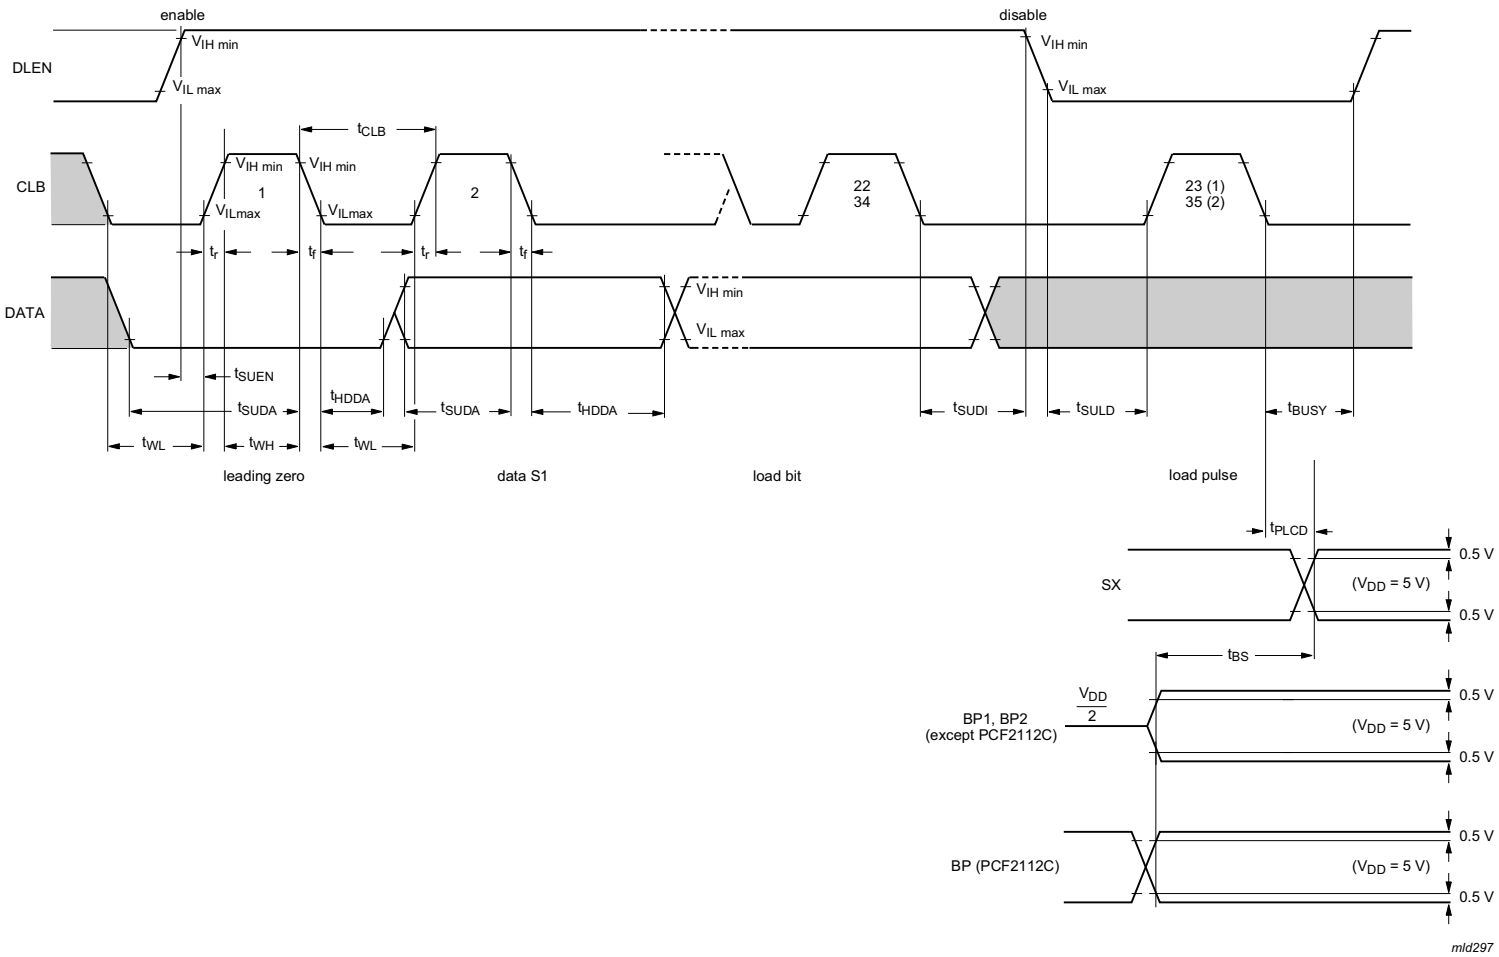 enable
disable
DLEN
VIH min
VIL max
VIH min
VIL max
tCLB
CLB
VIH min
VIH min
1
2
22
34
23 (1)
35 (2)
VILmax
VILmax
tr
tf
tr
tf
DATA
VIH min
VIL max
tSUEN
tSUDA
tHDDA
tSUDA
tHDDA
tSUDI
tSULD
tBUSY
tWL
tWH
tWL
leading zero
data S1
load bit
load pulse
tPLCD
SX
(VDD = 5 V)
0.5 V
0.5 V
tBS
VDD
2
BP1, BP2
(except PCF2112C)
(VDD = 5 V)
0.5 V
0.5 V
BP (PCF2112C)
(VDD = 5 V)
0.5 V
0.5 V
mld297